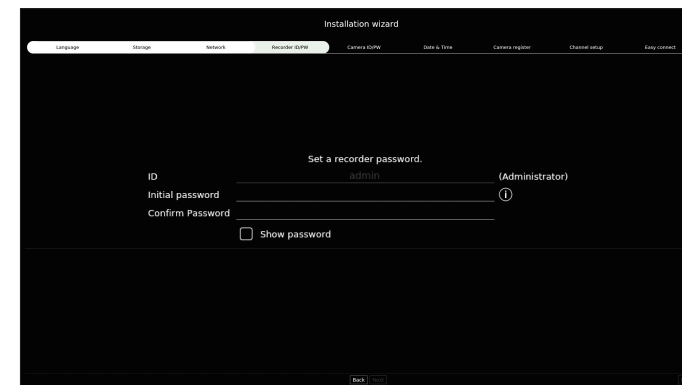 Installation wizard
Language Storage Network Recorder ID/PW Camera ID/PW Date & Time Camera register Channel setup Easy connect
Set a recorder password.
ID admin (Administrator)
Initial password
Confirm Password
Show password
Back Next